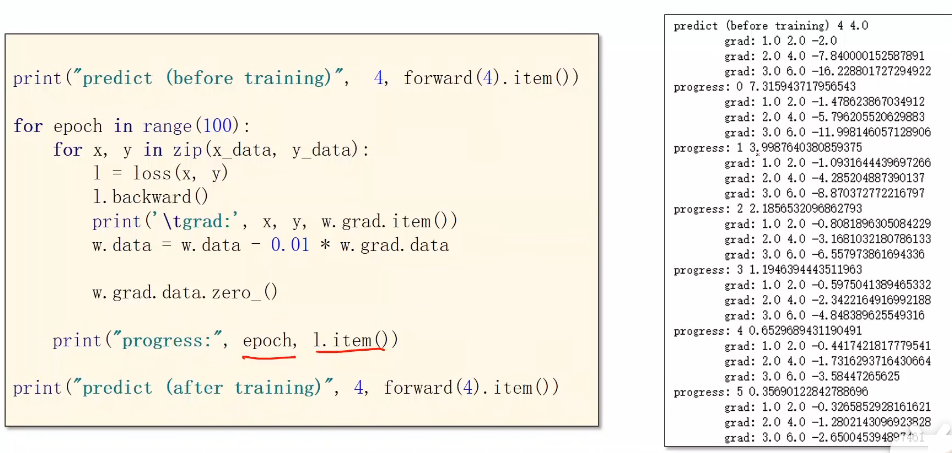 print("predict (before training)", 4, forward(4).item())
for epoch in range(100):
for x, y in zip(x_data, y_data):
l = loss(x, y)
l.backward()
print('\tgrad:', x, y, w.grad.item())
w.data = w.data - 0.01 * w.grad.data
w.grad.data.zero_()
print("progress:", epoch, l.item())
print("predict (after training)", 4, forward(4).item())
predict (before training) 4 4.0
grad: 1.0 2.0 -2.0
grad: 2.0 4.0 -7.840000152587891
grad: 3.0 6.0 -16.228801727294922
progress: 0 7.315943717956543
grad: 1.0 2.0 -1.478623867034912
grad: 2.0 4.0 -5.796205520629883
grad: 3.0 6.0 -11.998146057128906
progress: 1 3.9987640380859375
grad: 1.0 2.0 -1.0931644439697266
grad: 2.0 4.0 -4.285204887390137
grad: 3.0 6.0 -8.870372772216797
progress: 2 2.1856532096862793
grad: 1.0 2.0 -0.8081896305084229
grad: 2.0 4.0 -3.1681032180786133
grad: 3.0 6.0 -6.557973861694336
progress: 3 1.1946394443511963
grad: 1.0 2.0 -0.5975041389465332
grad: 2.0 4.0 -2.3422164916992188
grad: 3.0 6.0 -4.848389625549316
progress: 4 0.6529689431190491
grad: 1.0 2.0 -0.4417421817779541
grad: 2.0 4.0 -1.7316293716430664
grad: 3.0 6.0 -3.58447265625
progress: 5 0.35690122842788696
grad: 1.0 2.0 -0.3265852928161621
grad: 2.0 4.0 -1.2802143096923828
grad: 3.0 6.0 -2.650045394897461